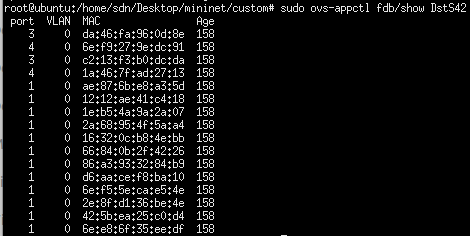 root@ubuntu:/home/sdn/Desktop/mininet/custom# sudo ovs-appctl fdb/show DstS42
port VLAN MAC Age
3 0 da:46:fa:96:0d:8e 158
4 0 6e:f9:27:9e:dc:91 158
3 0 c2:13:f3:b0:dc:da 158
4 0 1a:46:7f:ad:27:13 158
1 0 ae:87:6b:e8:a3:5d 158
1 0 12:12:ae:41:c4:18 158
1 0 1e:b5:4a:9a:2a:07 158
1 0 2a:68:95:4f:5a:a4 158
1 0 16:32:0c:b8:4e:bb 158
1 0 66:84:0b:2f:42:26 158
1 0 86:a3:93:32:84:b9 158
1 0 d6:aa:ce:f8:ba:10 158
1 0 6e:f5:5e:ca:e5:4e 158
1 0 2e:8f:d1:36:be:4e 158
1 0 42:5b:ea:25:c0:d4 158
1 0 6e:e8:6f:35:ee:df 158